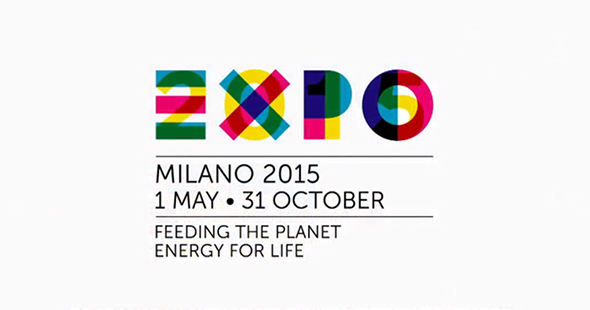 EXPO
MILANO 2015
1 MAY • 31 OCTOBER
FEEDING THE PLANET
ENERGY FOR LIFE